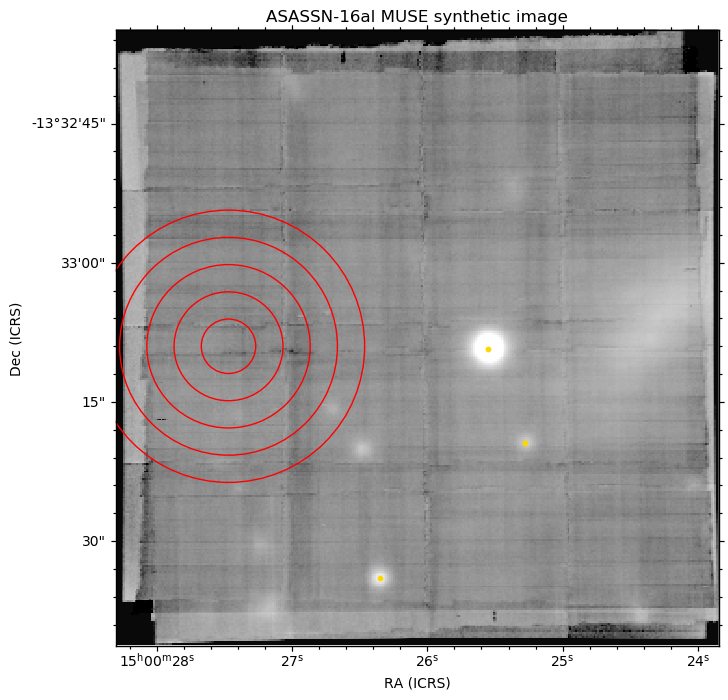 ASASSN-16al MUSE synthetic image
-13°32'45"
33'00"
15"
30"
Dec (ICRS)
15ʰ00ᵐ28ˢ 27ˢ 26ˢ 25ˢ 24ˢ
RA (ICRS)